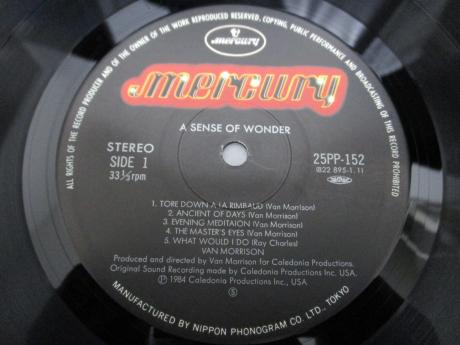 ALL RIGHTS OF THE RECORD PRODUCER AND OF THE OWNER OF THE WORK REPRODUCED RESERVED, COPYING, PUBLIC PERFORMANCE AND BROADCASTING OF THIS RECORD PROHIBITED
mercury
mercury
A SENSE OF WONDER
STEREO
SIDE 1
33⅓rpm
25PP-152
(822 895-1.1)
1. TORE DOWN A LA RIMBAUD (Van Morrison)
2. ANCIENT OF DAYS (Van Morrison)
3. EVENING MEDITAION (Van Morrison)
4. THE MASTER'S EYES (Van Morrison)
5. WHAT WOULD I DO (Ray Charles)
VAN MORRISON
Produced and directed by Van Morrison for Caledonia Productions.
Original Sound Recording made by Caledonia Productions Inc., USA.
Ⓟ 1984 Caledonia Productions Inc., USA
Ⓢ
MANUFACTURED BY NIPPON PHONOGRAM CO. LTD., TOKYO